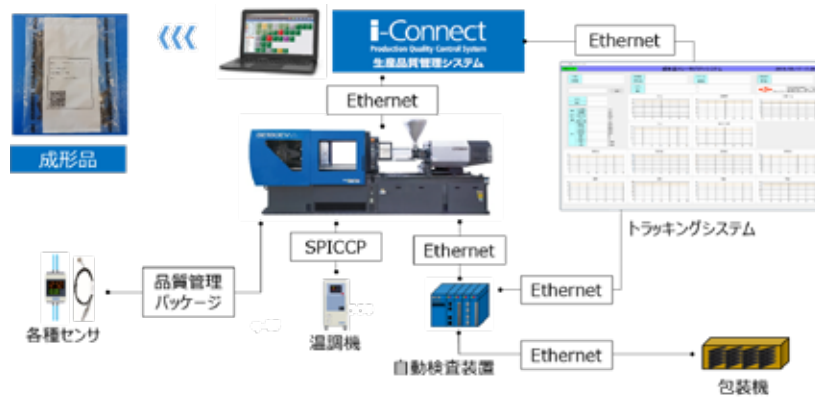 i-Connect
Production Quality Control System
生産品質管理システム
Ethernet
Ethernet
成形品
トラッキングシステム
SPICCP
Ethernet
品質管理
パッケージ
Ethernet
各種センサ
温調機
自動検査装置
Ethernet
包装機